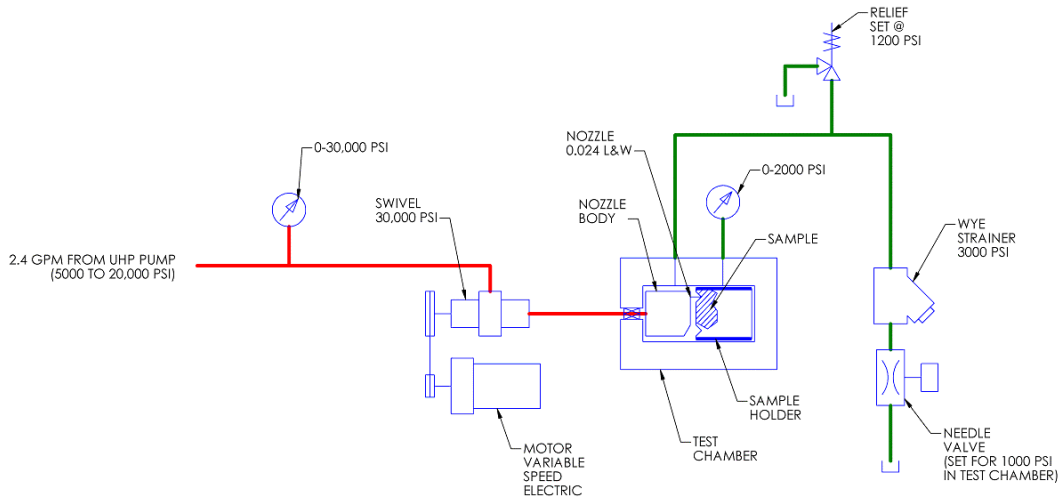 RELIEF
SET @
1200 PSI
0-30,000 PSI
NOZZLE
0.024 L&W
0-2000 PSI
SWIVEL
30,000 PSI
NOZZLE
BODY
SAMPLE
WYE
STRAINER
3000 PSI
2.4 GPM FROM UHP PUMP
(5000 TO 20,000 PSI)
SAMPLE
HOLDER
TEST
CHAMBER
MOTOR
VARIABLE
SPEED
ELECTRIC
NEEDLE
VALVE
(SET FOR 1000 PSI
IN TEST CHAMBER)